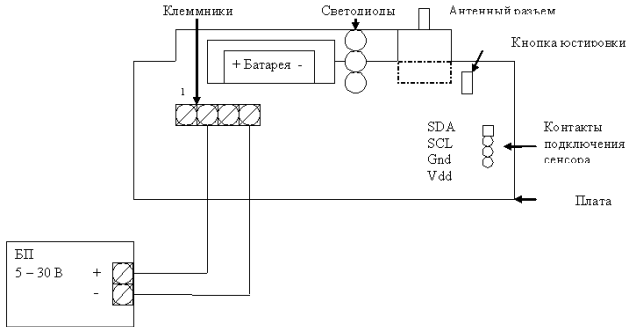 Клеммники
Светодиоды
Антенный разъем
Кнопка юстировки
+ Батарея -
1
SDA
SCL
Gnd
Vdd
Контакты
подключения
сенсора
Плата
БП
5 – 30 В
+
-